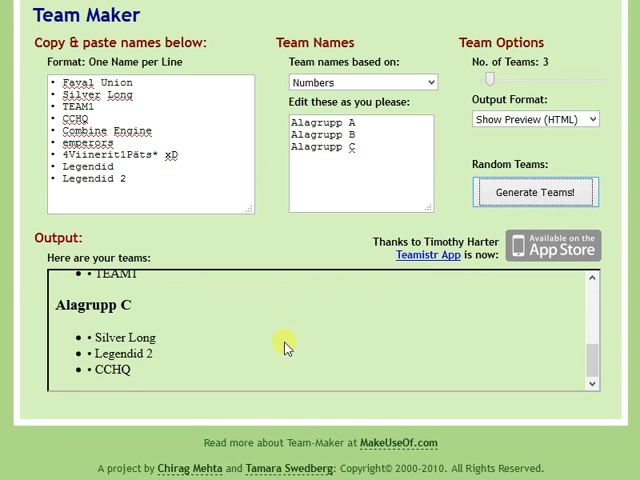 Team Maker
Copy & paste names below:
Format: One Name per Line
• Faval Union
• Silver Long
• TEAM1
• CCHQ
• Combine Engine
• emperors
• 4Viinerit1Päts* xD
• Legendid
• Legendid 2
Team Names
Team names based on:
Numbers
Edit these as you please:
Alagrupp A
Alagrupp B
Alagrupp C
Team Options
No. of Teams: 3
Output Format:
Show Preview (HTML)
Random Teams:
Generate Teams!
Output:
Here are your teams:
Thanks to Timothy Harter
Teamistr App is now:
Available on the
App Store
• • TEAM1
Alagrupp C
• • Silver Long
• • Legendid 2
• • CCHQ
Read more about Team-Maker at MakeUseOf.com
A project by Chirag Mehta and Tamara Swedberg: Copyright© 2000-2010. All Rights Reserved.